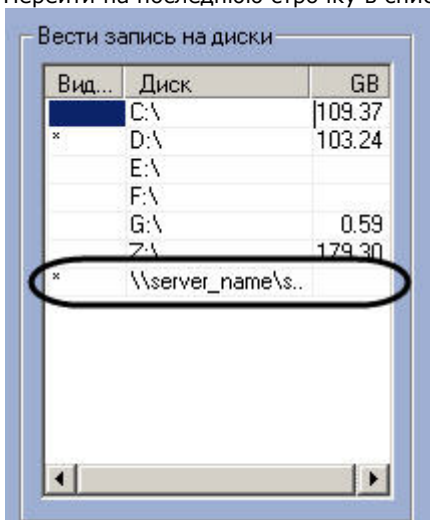 Перейти на последнюю строчку в спис
Вести запись на диски
Вид... Диск GB
C:\ 109.37
* D:\ 103.24
E:\
F:\
G:\ 0.59
Z:\ 179.30
* \\server_name\s..